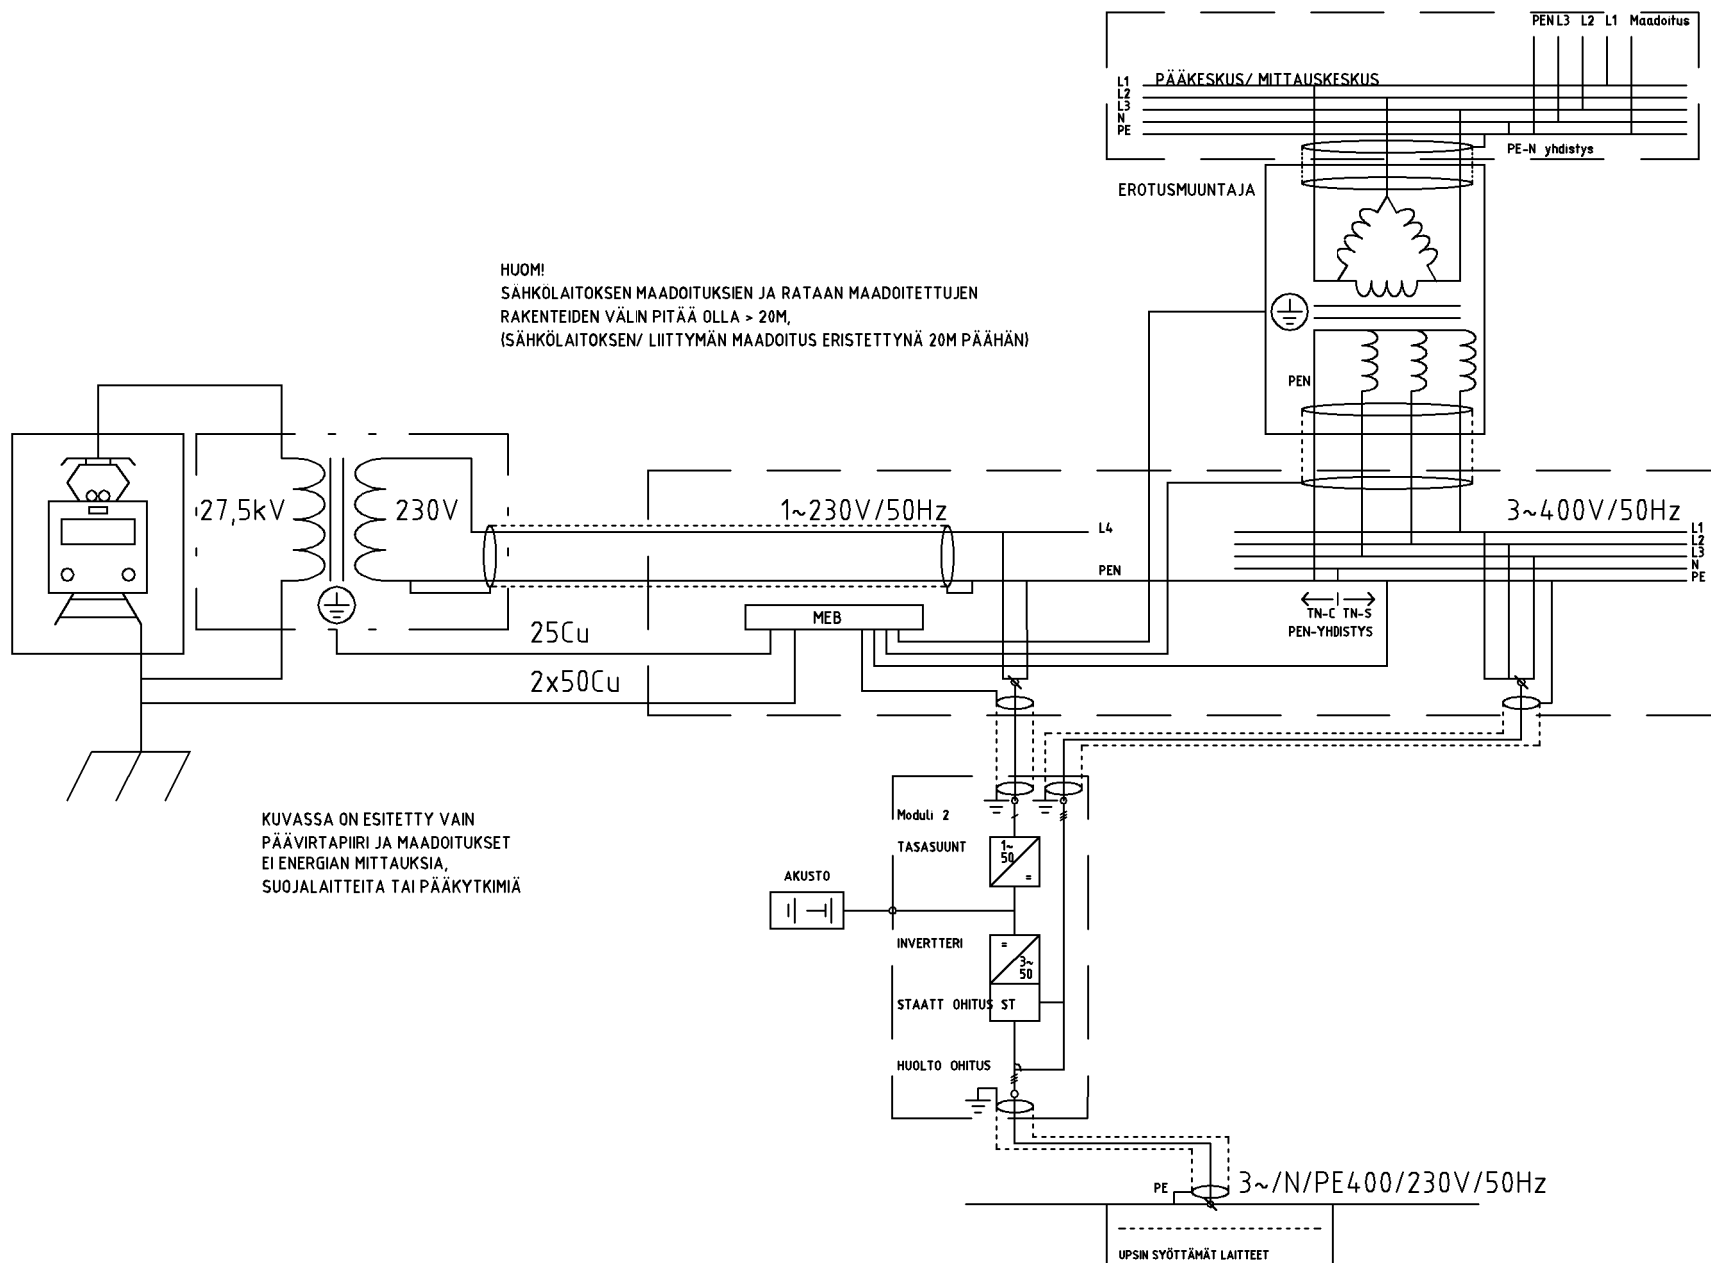 PEN L3 L2 L1 Maadoitus
L1 PÄÄKESKUS/ MITTAUSKESKUS
L2
L3
N
PE
PE-N yhdistys
EROTUSMUUNTAJA
HUOM!
SÄHKÖLAITOKSEN MAADOITUKSIEN JA RATAAN MAADOITETTUJEN
RAKENTEIDEN VÄLIN PITÄÄ OLLA > 20M,
(SÄHKÖLAITOKSEN/ LIITTYMÄN MAADOITUS ERISTETTYNÄ 20M PÄÄHÄN)
PEN
27,5kV
230V
1~230V/50Hz
3~400V/50Hz
L4
L1
L2
L3
N
PE
PEN
TN-C TN-S
PEN-YHDISTYS
MEB
25Cu
2x50Cu
KUVASSA ON ESITETTY VAIN
PÄÄVIRTAPIIRI JA MAADOITUKSET
EI ENERGIAN MITTAUKSIA,
SUOJALAITTEITA TAI PÄÄKYTKIMIÄ
Moduli 2
TASASUUNT
1~
50
=
AKUSTO
INVERTTERI
=
3~
50
STAATT OHITUS ST
HUOLTO OHITUS
PE
3~/N/PE400/230V/50Hz
UPSIN SYÖTTÄMÄT LAITTEET